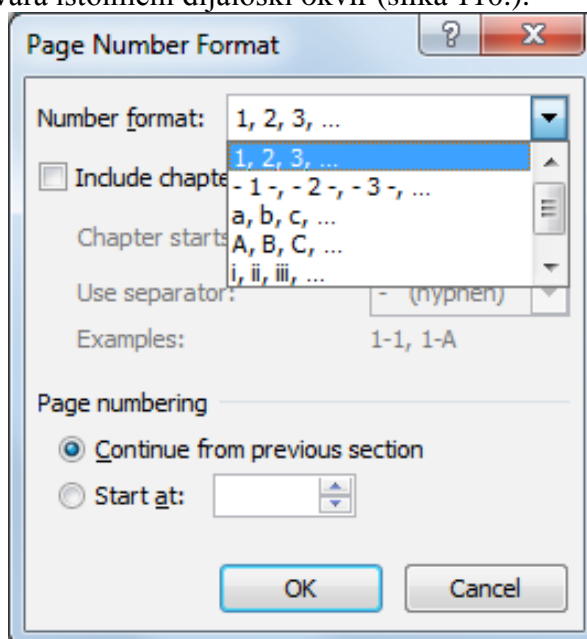 istoimeni dijaloški okvir (slika 110.).
Page Number Format
Number format: 1, 2, 3, ...
1, 2, 3, ...
Include chapte
- 1 -, - 2 -, - 3 -, ...
a, b, c, ...
Chapter starts
A, B, C, ...
i, ii, iii, ...
Use separator: - (hyphen)
Examples: 1-1, 1-A
Page numbering
Continue from previous section
Start at:
OK Cancel